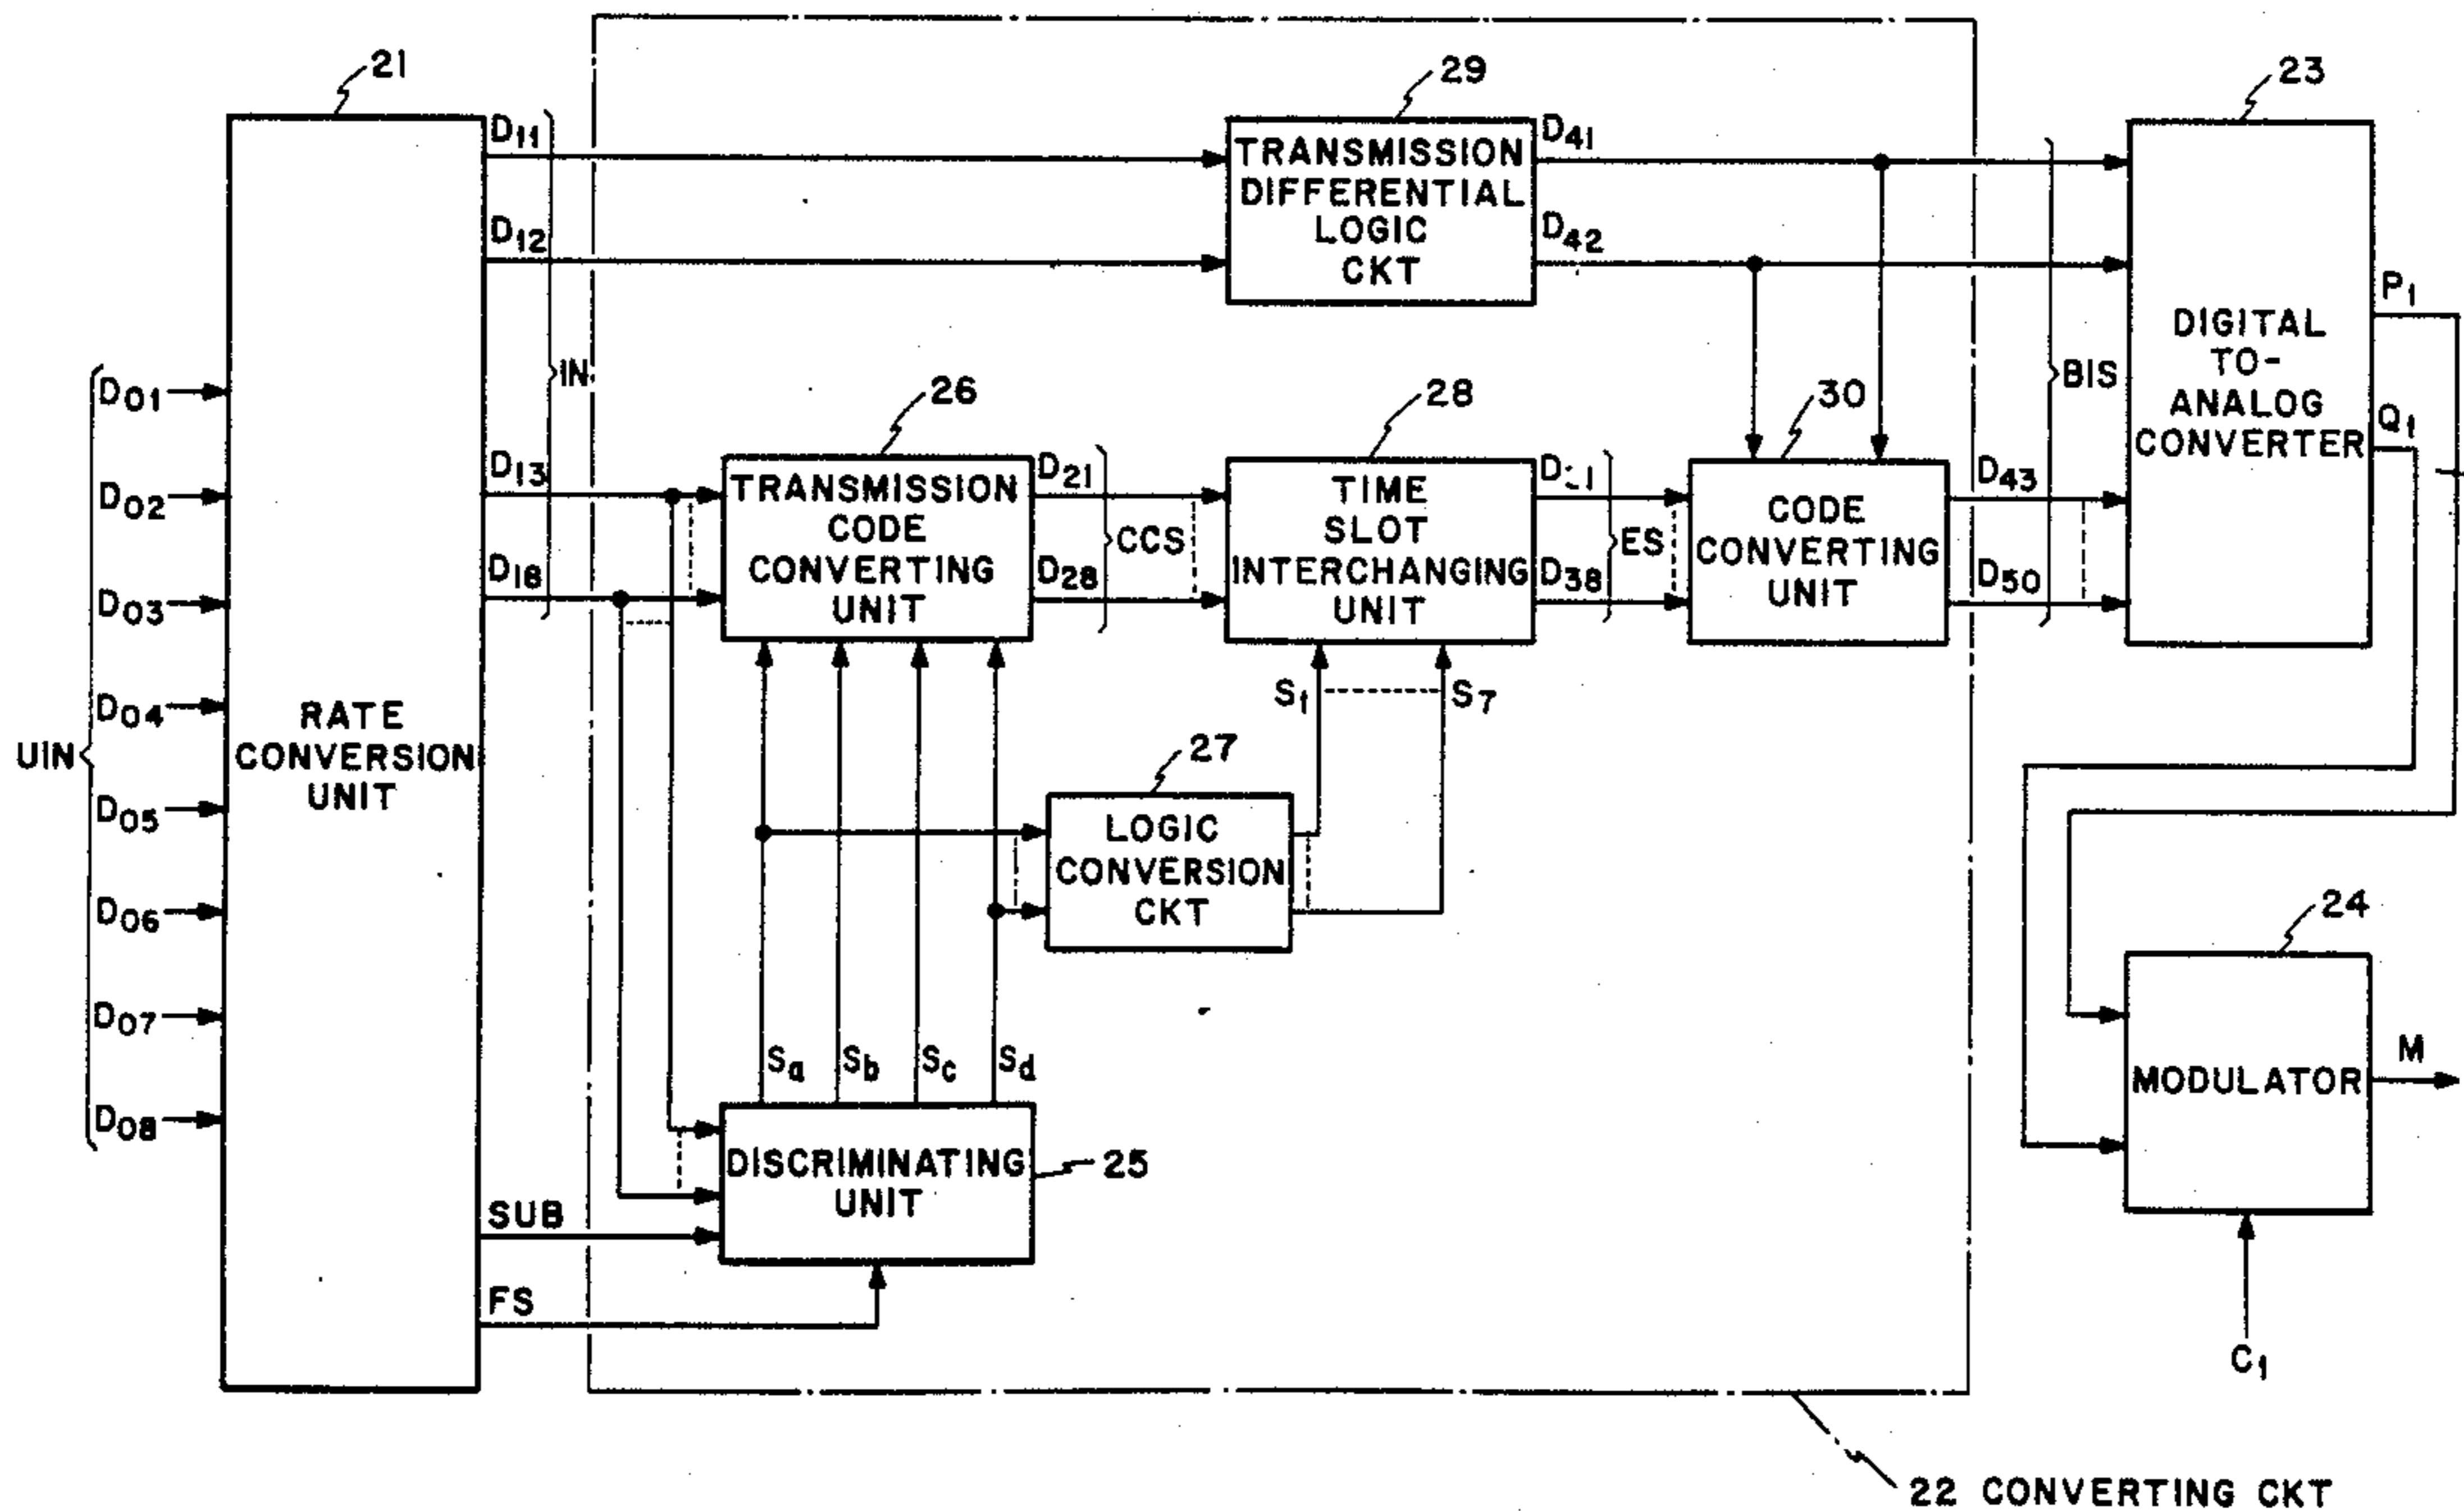 21
29
23
D11
D12
IN
D41
D42
TRANSMISSION
DIFFERENTIAL
LOGIC
CKT
BIS
DIGITAL
TO-
ANALOG
CONVERTER
P1
Q1
UIN
D01
D02
D03
D04
D05
D06
D07
D08
RATE
CONVERSION
UNIT
26
28
30
D13
D18
TRANSMISSION
CODE
CONVERTING
UNIT
D21
D28
CCS
TIME
SLOT
INTERCHANGING
UNIT
D38
ES
CODE
CONVERTING
UNIT
D43
D50
S1
S7
27
LOGIC
CONVERSION
CKT
24
MODULATOR
M
C1
Sa
Sb
Sc
Sd
DISCRIMINATING
UNIT
25
SUB
FS
22 CONVERTING CKT